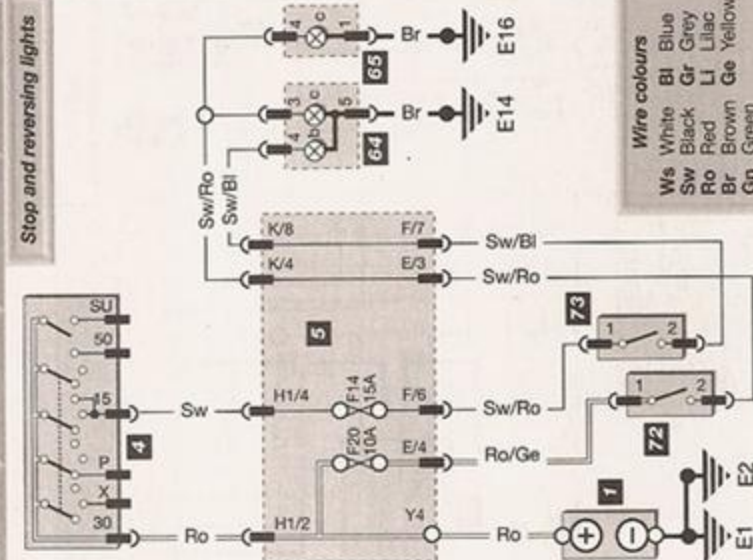 Stop and reversing lights
4
c
1
Br
E16
65
3
c
5
4
b
Br
E14
64
Wire colours
Ws White Bl Blue
Sw Black Gr Grey
Ro Red Li Lilac
Br Brown Ge Yellow
Gn Green
Sw/Ro
Sw/Bl
K/8
F/7
Sw/Bl
K/4
E/3
Sw/Ro
5
SU
50
15
P
X
30
4
Sw
H1/4
F14
15A
F/6
Sw/Ro
73
1
2
F20
10A
E/4
Ro/Ge
72
1
2
Ro
H1/2
Y4
Ro
1
+
−
E2
E1